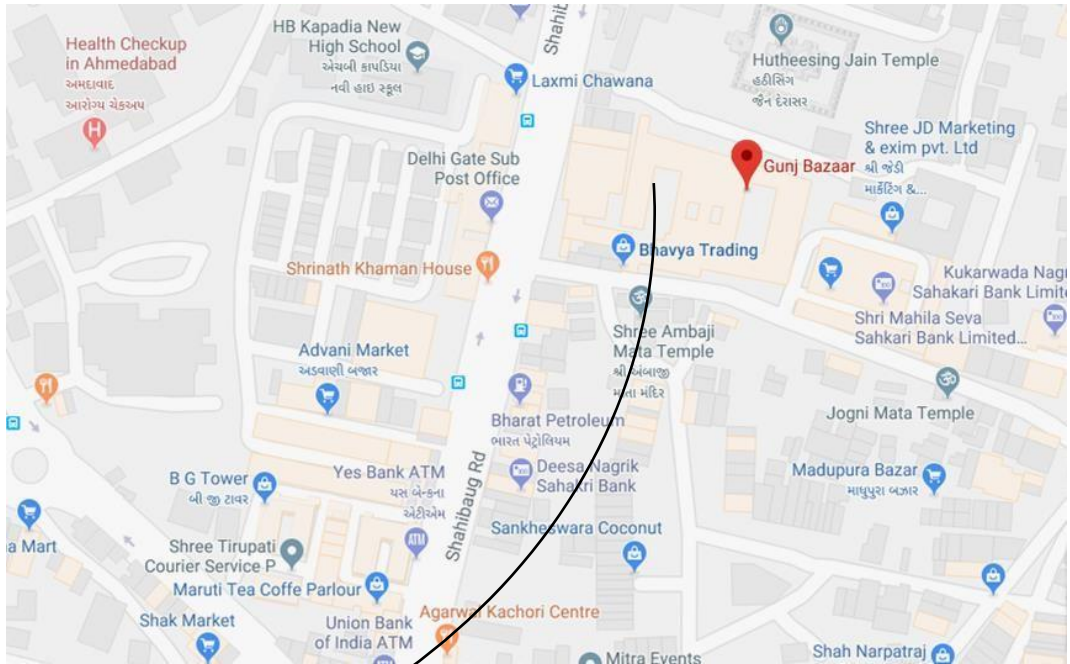 Health Checkup
in Ahmedabad
અમદાવાદ
આરોગ્ય ચેકઅપ
HB Kapadia New
High School
એચબી કાપડિયા
નવી હાઇ સ્કૂલ
Laxmi Chawana
Hutheesing Jain Temple
હઠીસિંગ
જૈન દેરાસર
Shree JD Marketing
& exim pvt. Ltd
શ્રી જેડી
માર્કેટિંગ &...
Gunj Bazaar
Delhi Gate Sub
Post Office
Shrinath Khaman House
Bhavya Trading
Kukarwada Nagr
Sahakari Bank Limite
Shri Mahila Seva
Sahkari Bank Limited...
Shree Ambaji
Mata Temple
શ્રી અંબાજી
માતા મંદિર
Advani Market
અડવાણી બજાર
Jogni Mata Temple
Bharat Petroleum
ભારત પેટ્રોલિયમ
Deesa Nagrik
Sahakri Bank
Madupura Bazar
માધુપુરા બઝાર
B G Tower
બી જી ટાવર
Yes Bank ATM
યસ બેન્કના
એટીએમ
ATM
Shahibaug Rd
Sankheswara Coconut
a Mart
Shree Tirupati
Courier Service P
Maruti Tea Coffe Parlour
Shak Market
Union Bank
of India ATM
Agarwal Kachori Centre
Mitra Events
Shah Narpatraj